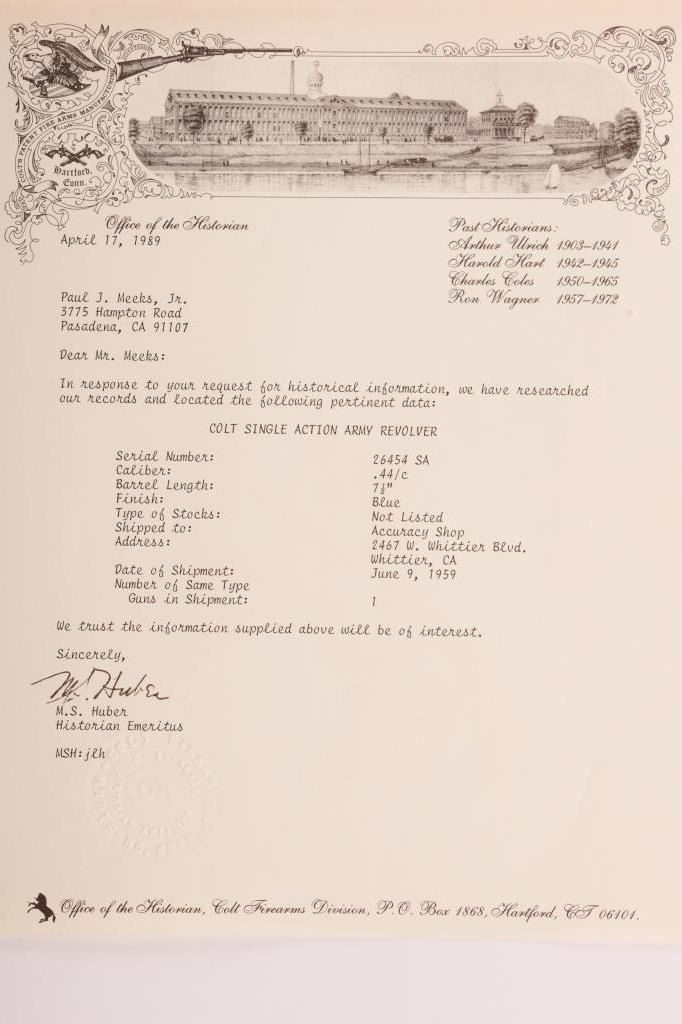 COLT'S PATENT FIRE ARMS MANUFACTURING
Hartford,
Conn.
Office of the Historian
April 17, 1989
Past Historians:
Arthur Ulrich 1903–1941
Harold Hart 1942–1945
Charles Coles 1950–1965
Ron Wagner 1957–1972
Paul J. Meeks, Jr.
3775 Hampton Road
Pasadena, CA 91107
Dear Mr. Meeks:
In response to your request for historical information, we have researched
our records and located the following pertinent data:
COLT SINGLE ACTION ARMY REVOLVER
Serial Number: 26454 SA
Caliber: .44/c
Barrel Length: 7½"
Finish: Blue
Type of Stocks: Not Listed
Shipped to: Accuracy Shop
Address: 2467 W. Whittier Blvd.
Whittier, CA
Date of Shipment: June 9, 1959
Number of Same Type
Guns in Shipment: 1
We trust the information supplied above will be of interest.
Sincerely,
M.S. Huber
M.S. Huber
Historian Emeritus
MSH:jlh
Office of the Historian, Colt Firearms Division, P.O. Box 1868, Hartford, CT 06101.